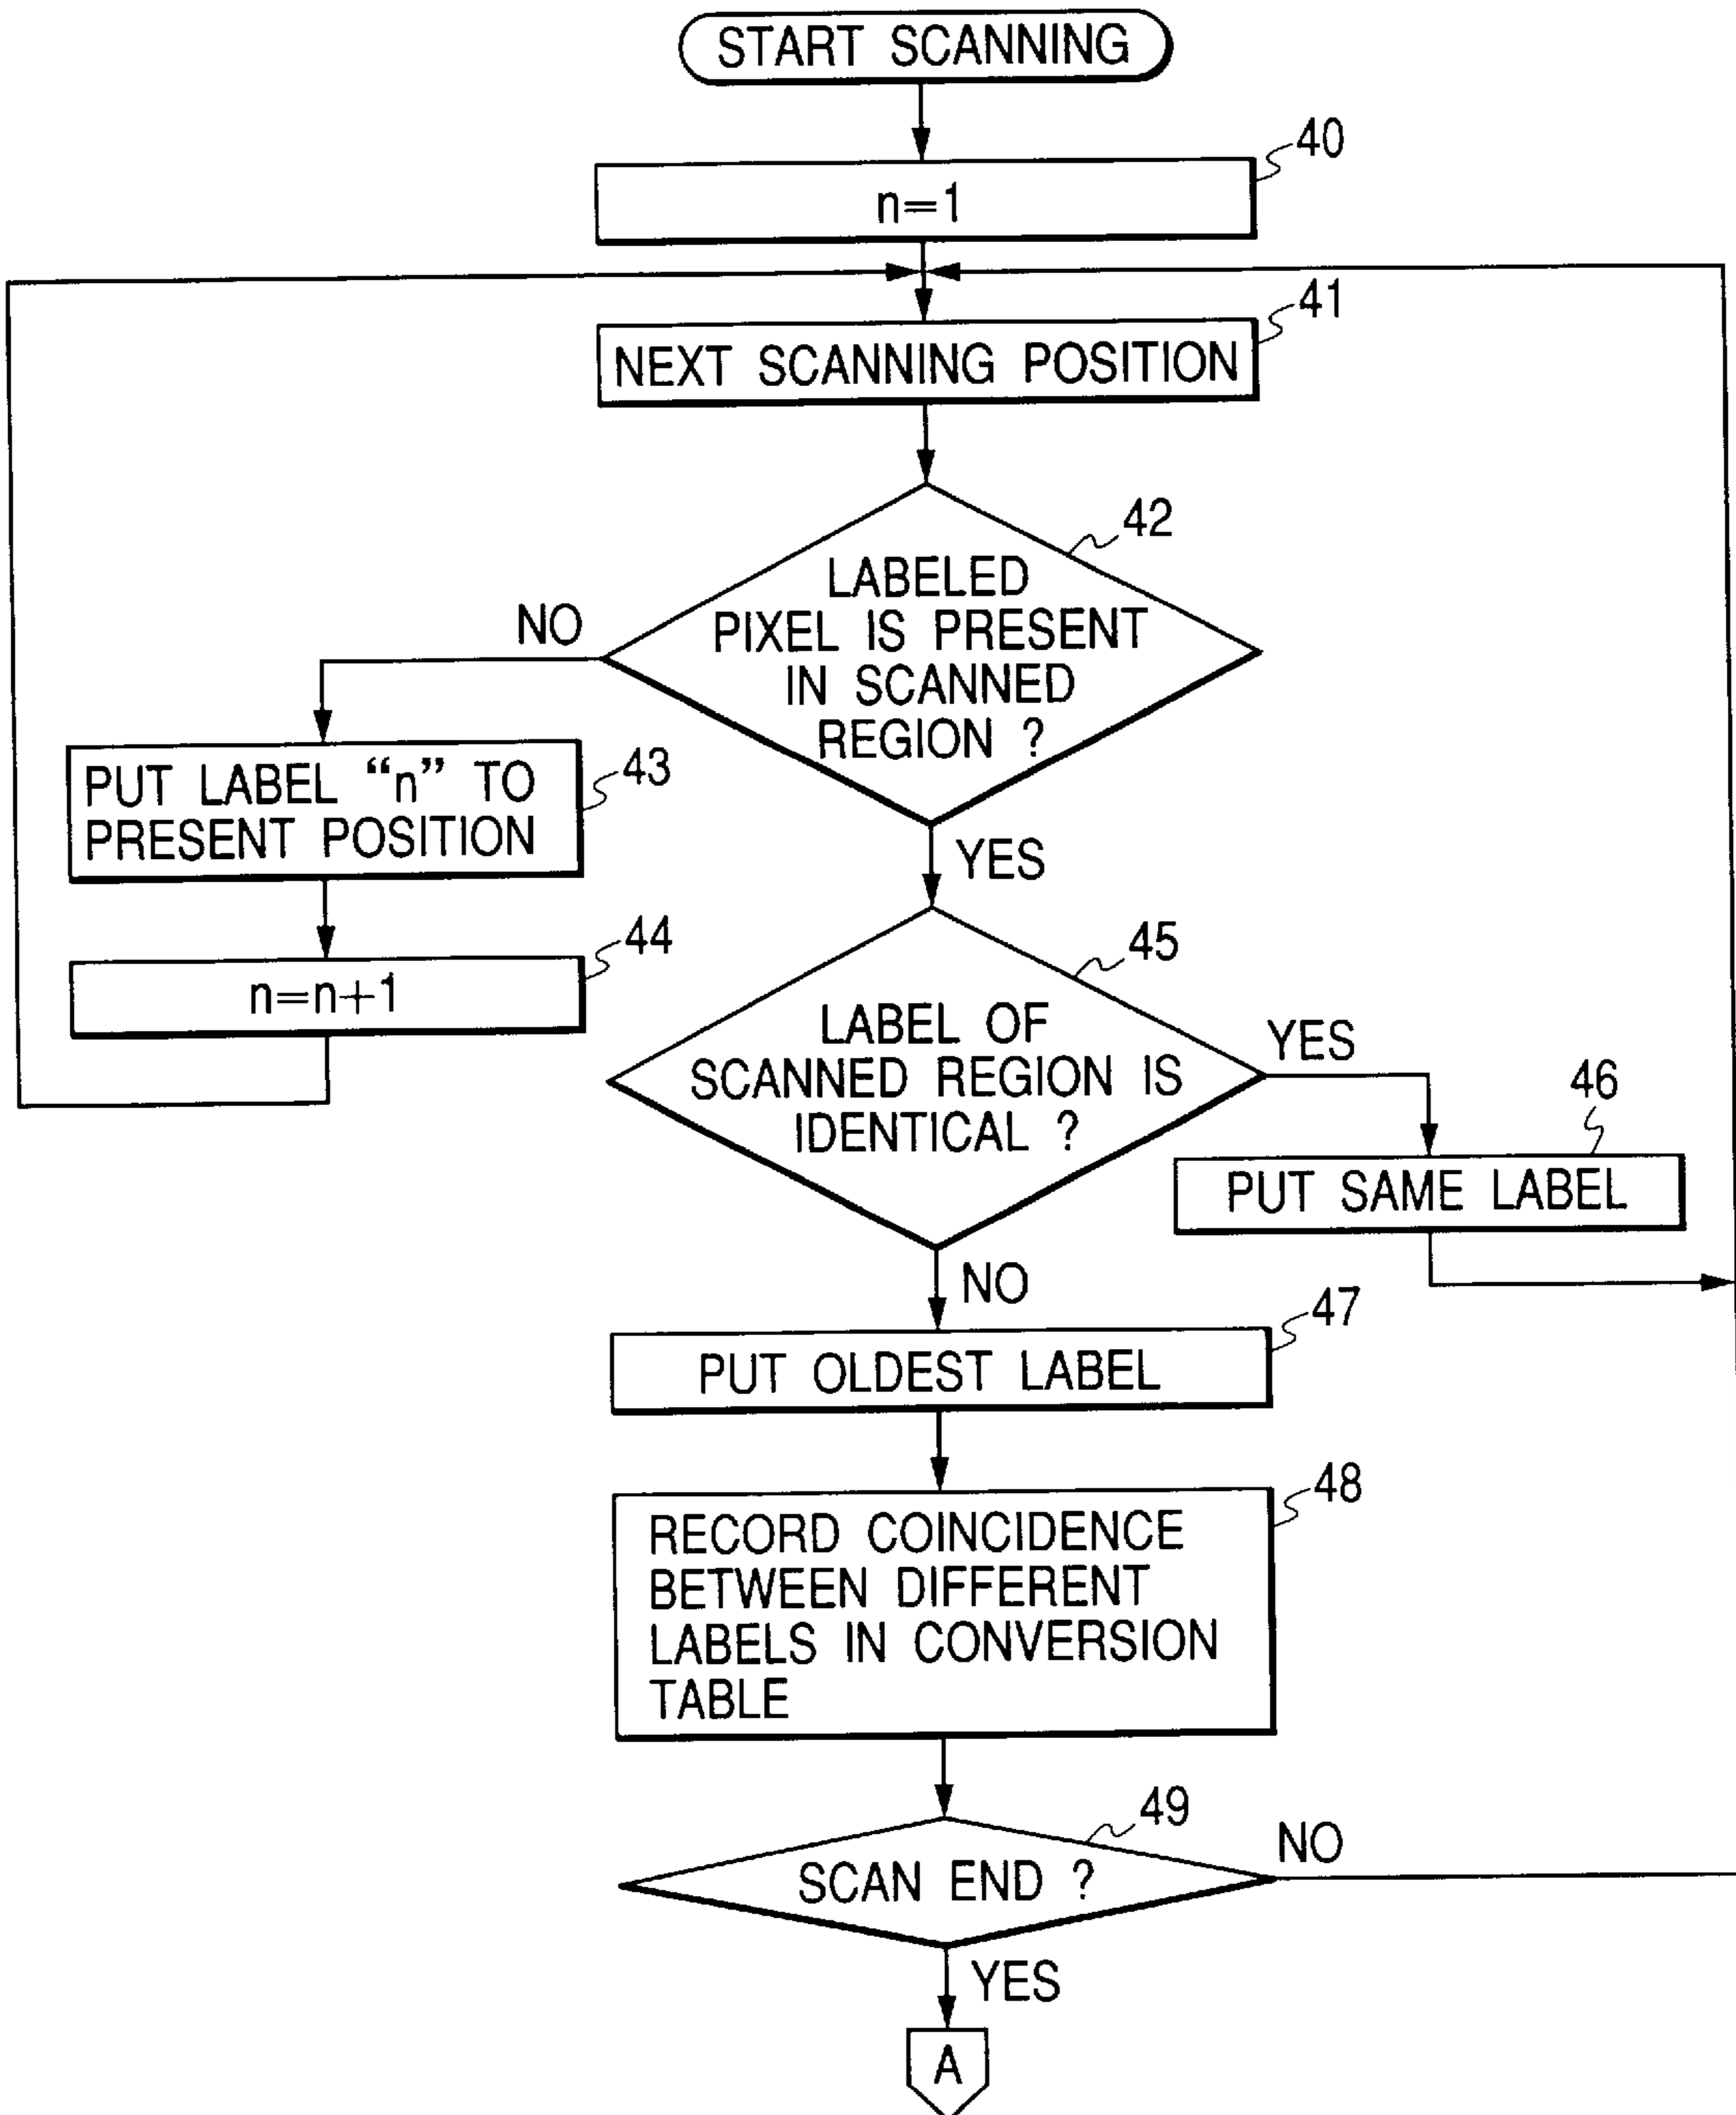 START SCANNING
40
n=1
41
NEXT SCANNING POSITION
42
LABELED
PIXEL IS PRESENT
IN SCANNED
REGION ?
NO
43
PUT LABEL “n” TO
PRESENT POSITION
YES
44
n=n+1
45
LABEL OF
SCANNED REGION IS
IDENTICAL ?
YES
46
PUT SAME LABEL
NO
47
PUT OLDEST LABEL
48
RECORD COINCIDENCE
BETWEEN DIFFERENT
LABELS IN CONVERSION
TABLE
49
SCAN END ?
NO
YES
A